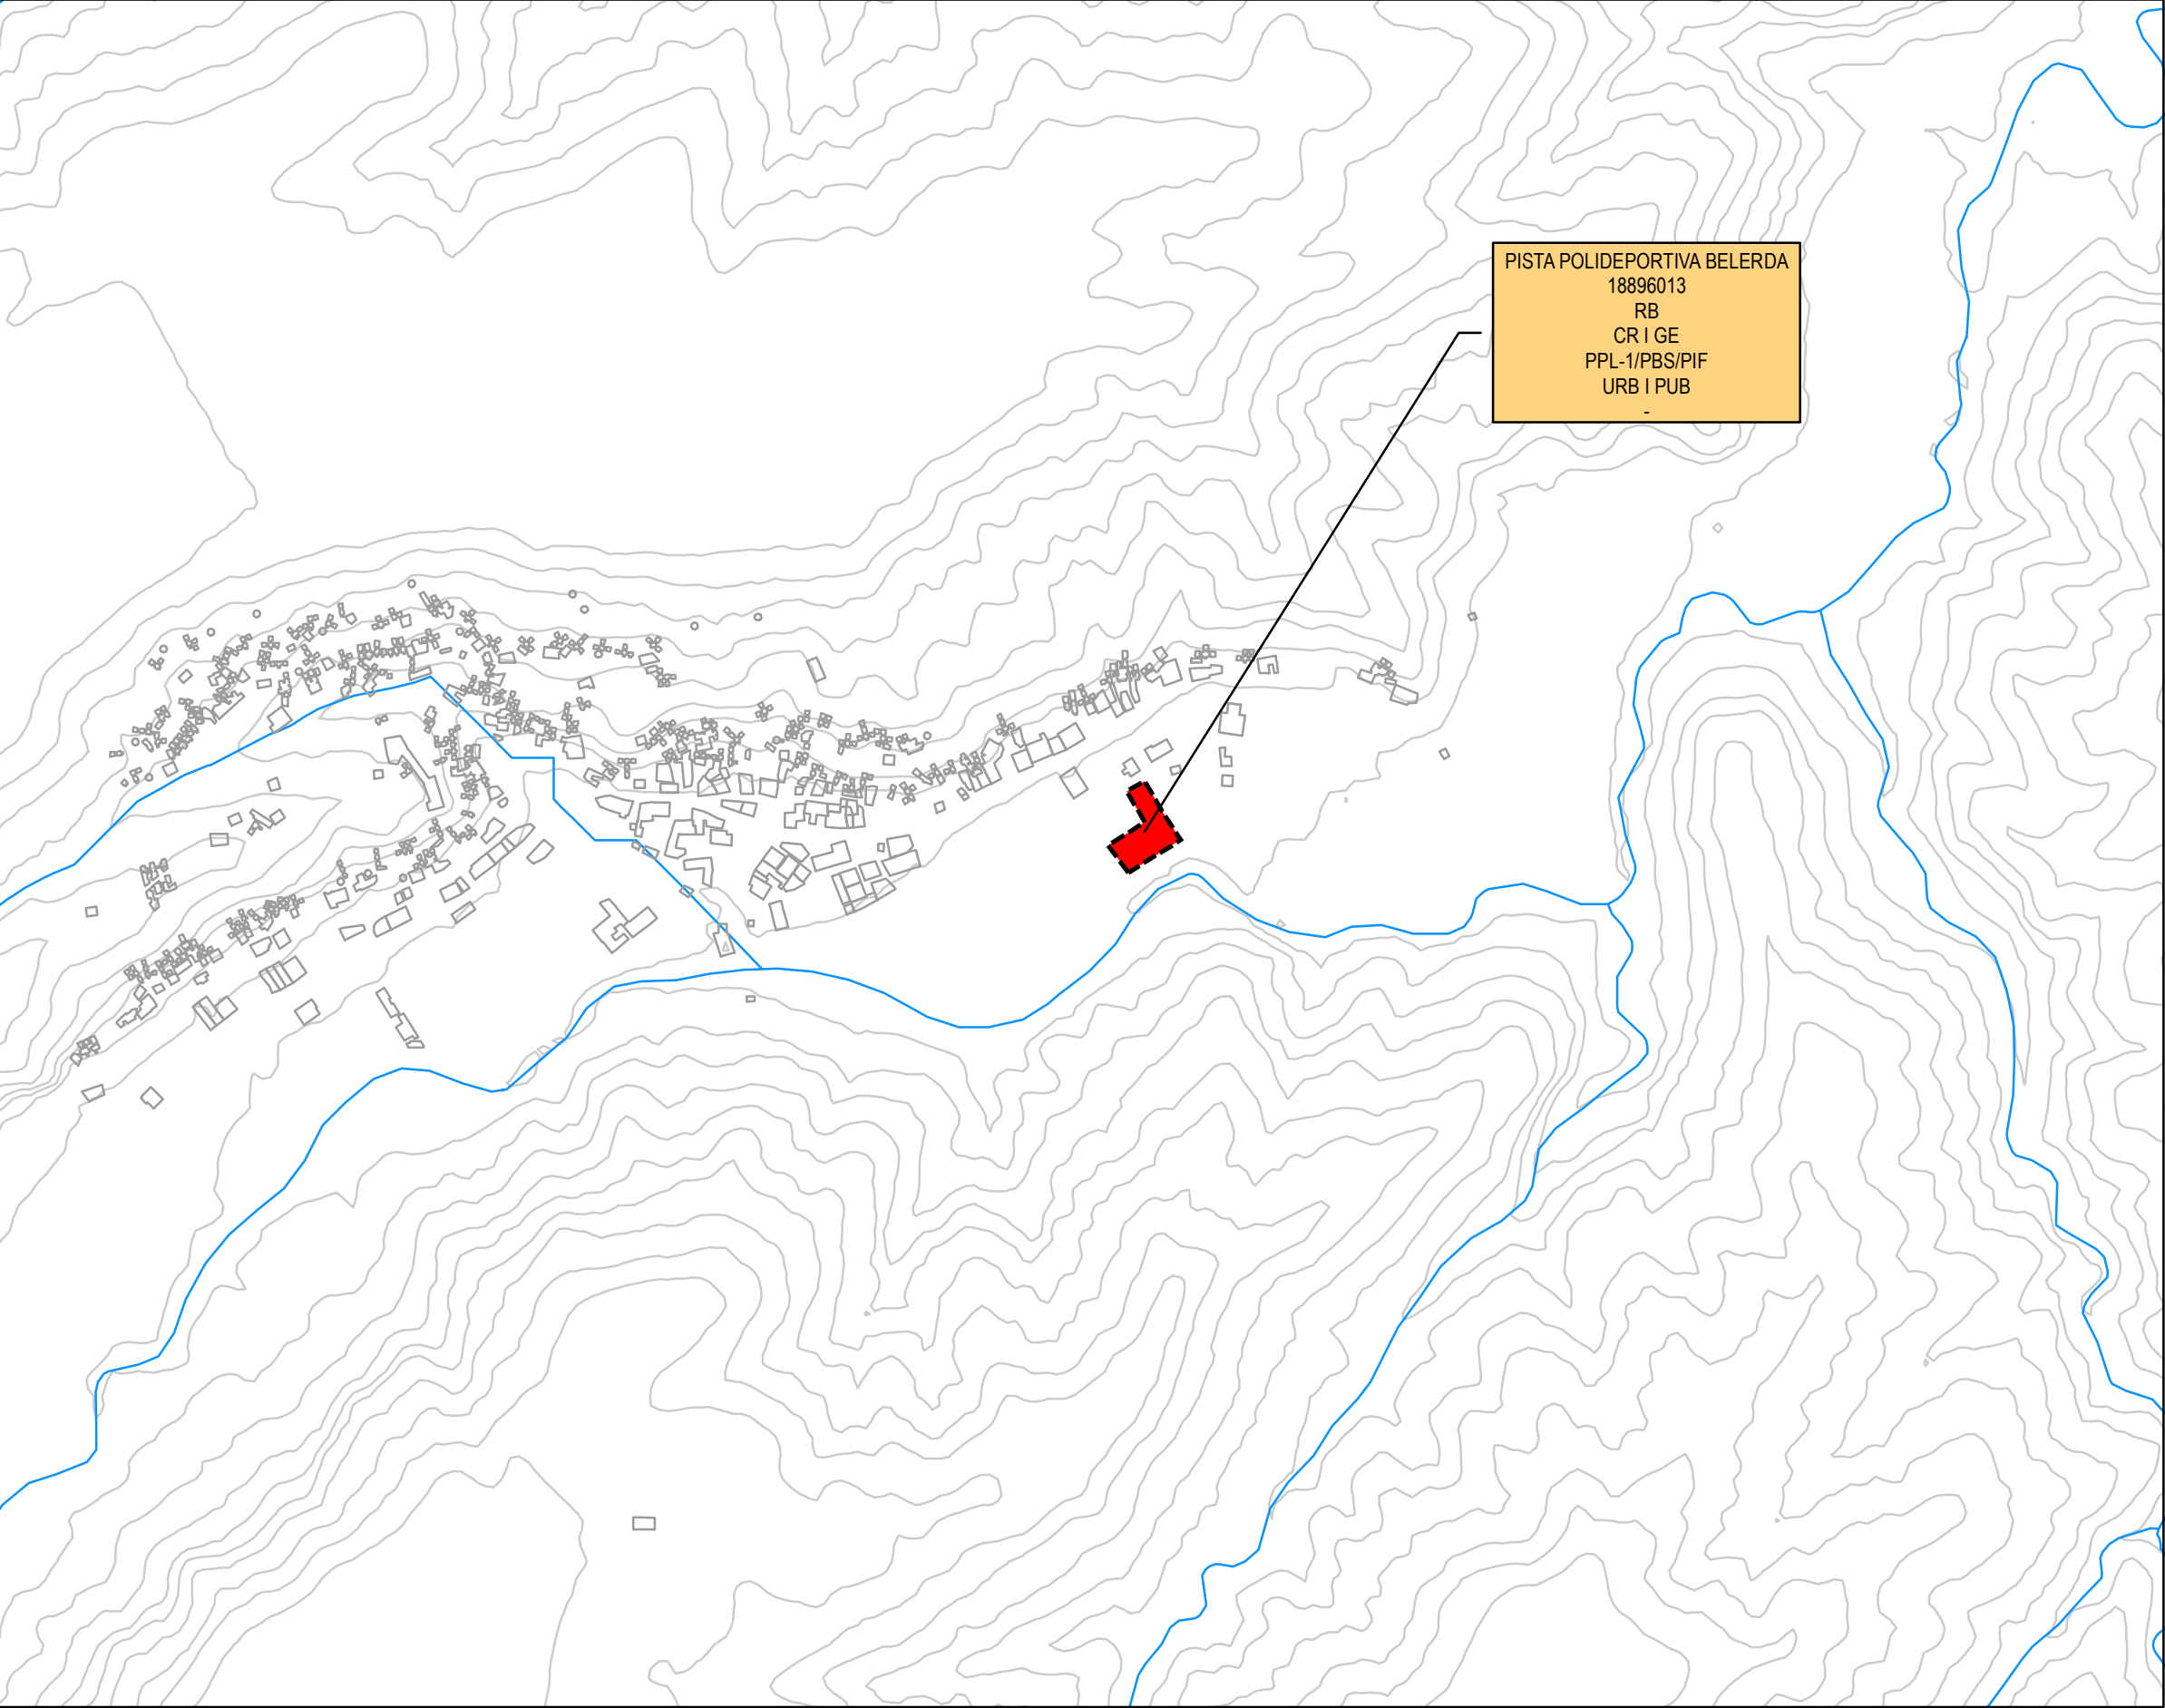 PISTA POLIDEPORTIVA BELERDA
18896013
RB
CR I GE
PPL-1/PBS/PIF
URB I PUB
-